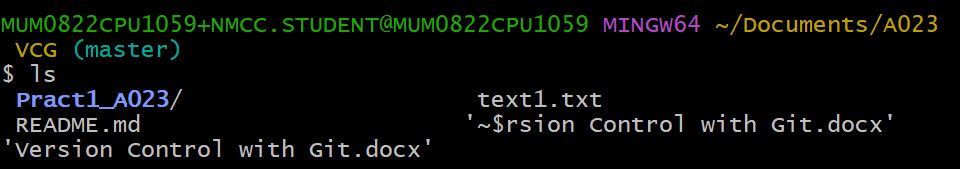 MUM0822CPU1059+NMCC.STUDENT@MUM0822CPU1059 MINGW64 ~/Documents/A023
VCG (master)
$ ls
Pract1_A023/ text1.txt
README.md '~$rsion Control with Git.docx'
'Version Control with Git.docx'